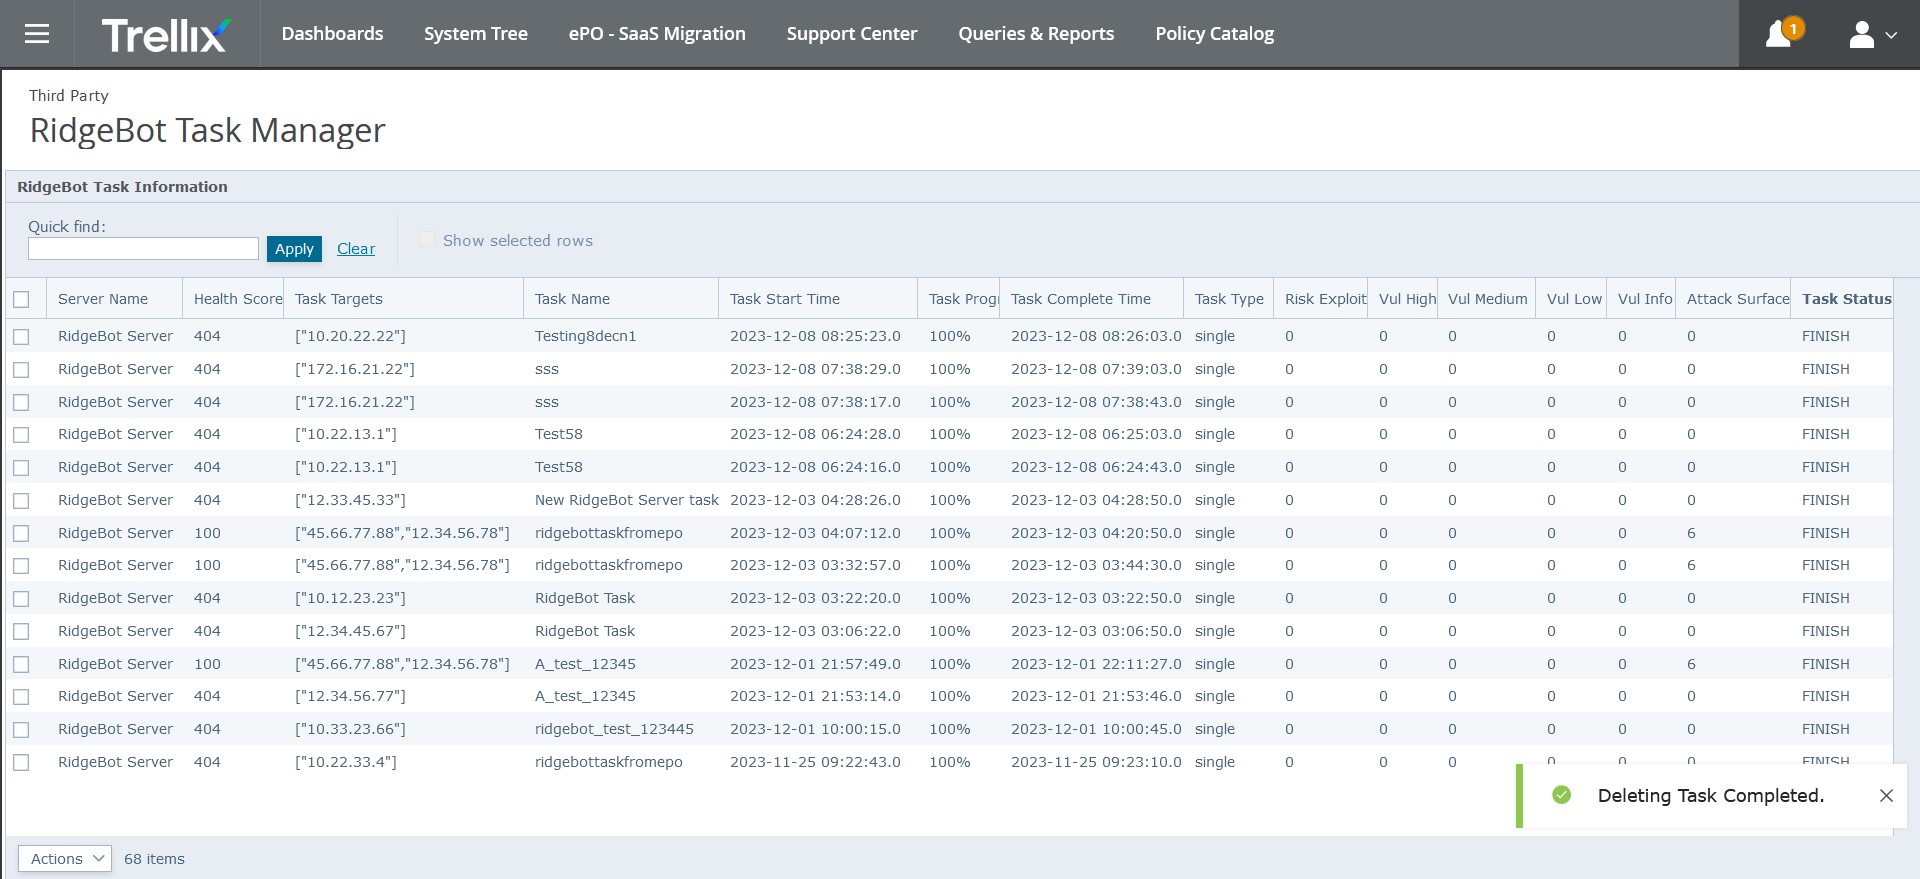 Trellix Dashboards System Tree ePO - SaaS Migration Support Center Queries & Reports Policy Catalog 1
Third Party
RidgeBot Task Manager
RidgeBot Task Information
Quick find:
Apply Clear Show selected rows
Server Name Health Score Task Targets Task Name Task Start Time Task Progr Task Complete Time Task Type Risk Exploit Vul High Vul Medium Vul Low Vul Info Attack Surface Task Status
RidgeBot Server 404 ["10.20.22.22"] Testing8decn1 2023-12-08 08:25:23.0 100% 2023-12-08 08:26:03.0 single 0 0 0 0 0 0 FINISH
RidgeBot Server 404 ["172.16.21.22"] sss 2023-12-08 07:38:29.0 100% 2023-12-08 07:39:03.0 single 0 0 0 0 0 0 FINISH
RidgeBot Server 404 ["172.16.21.22"] sss 2023-12-08 07:38:17.0 100% 2023-12-08 07:38:43.0 single 0 0 0 0 0 0 FINISH
RidgeBot Server 404 ["10.22.13.1"] Test58 2023-12-08 06:24:28.0 100% 2023-12-08 06:25:03.0 single 0 0 0 0 0 0 FINISH
RidgeBot Server 404 ["10.22.13.1"] Test58 2023-12-08 06:24:16.0 100% 2023-12-08 06:24:43.0 single 0 0 0 0 0 0 FINISH
RidgeBot Server 404 ["12.33.45.33"] New RidgeBot Server task 2023-12-03 04:28:26.0 100% 2023-12-03 04:28:50.0 single 0 0 0 0 0 0 FINISH
RidgeBot Server 100 ["45.66.77.88","12.34.56.78"] ridgebottaskfromepo 2023-12-03 04:07:12.0 100% 2023-12-03 04:20:50.0 single 0 0 0 0 0 6 FINISH
RidgeBot Server 100 ["45.66.77.88","12.34.56.78"] ridgebottaskfromepo 2023-12-03 03:32:57.0 100% 2023-12-03 03:44:30.0 single 0 0 0 0 0 6 FINISH
RidgeBot Server 404 ["10.12.23.23"] RidgeBot Task 2023-12-03 03:22:20.0 100% 2023-12-03 03:22:50.0 single 0 0 0 0 0 0 FINISH
RidgeBot Server 404 ["12.34.45.67"] RidgeBot Task 2023-12-03 03:06:22.0 100% 2023-12-03 03:06:50.0 single 0 0 0 0 0 0 FINISH
RidgeBot Server 100 ["45.66.77.88","12.34.56.78"] A_test_12345 2023-12-01 21:57:49.0 100% 2023-12-01 22:11:27.0 single 0 0 0 0 0 6 FINISH
RidgeBot Server 404 ["12.34.56.77"] A_test_12345 2023-12-01 21:53:14.0 100% 2023-12-01 21:53:46.0 single 0 0 0 0 0 0 FINISH
RidgeBot Server 404 ["10.33.23.66"] ridgebot_test_123445 2023-12-01 10:00:15.0 100% 2023-12-01 10:00:45.0 single 0 0 0 0 0 0 FINISH
RidgeBot Server 404 ["10.22.33.4"] ridgebottaskfromepo 2023-11-25 09:22:43.0 100% 2023-11-25 09:23:10.0 single 0 0 0 0 0 0 FINISH
Deleting Task Completed.
Actions 68 items